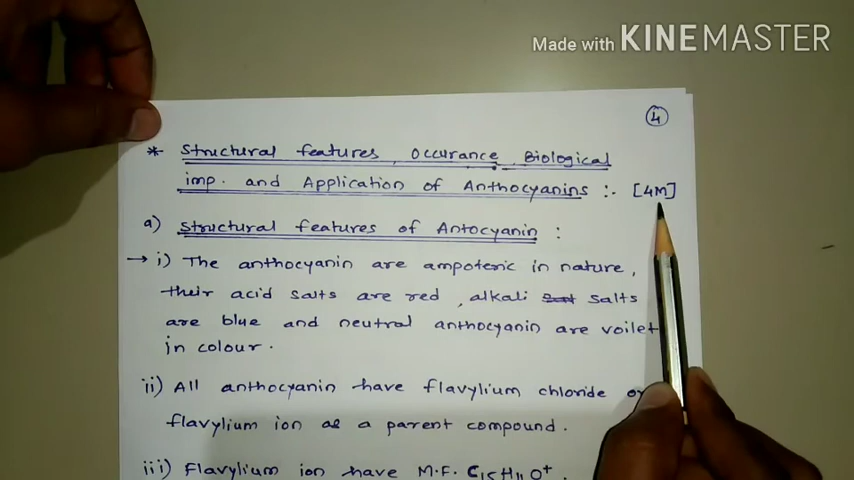 Made with KINEMASTER
4
* Structural features, Occurance, Biological
imp. and Application of Anthocyanins :- [4M]
a) Structural features of Antocyanin :
→ i) The anthocyanin are ampoteric in nature,
their acid salts are red, alkali salts
are blue and neutral anthocyanin are voilet
in colour.
ii) All anthocyanin have flavylium chloride or
flavylium ion as a parent compound.
iii) Flavylium ion have M.F. C15H11O+.